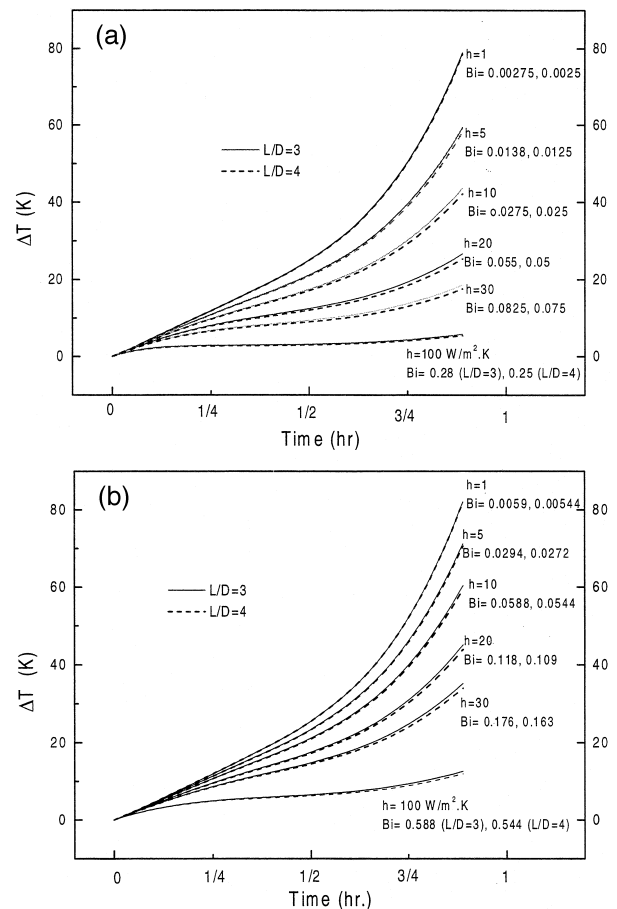 (a)
80
80
h=1
Bi= 0.00275, 0.0025
60
60
h=5
Bi= 0.0138, 0.0125
L/D=3
L/D=4
ΔT (K)
40
40
h=10
Bi= o.0275, 0.025
h=20
Bi= 0.055, 0.05
20
20
h=30
Bi= 0.0825, 0.075
0
0
h=100 W/m².K
Bi= 0.28 (L/D=3), 0.25 (L/D=4)
0
1/4
1/2
3/4
1
Time (hr)
(b)
h=1
Bi= 0.0059, 0.00544
80
80
h=5
Bi= 0.0294, 0.0272
60
60
h=10
Bi= 0.0588, 0.0544
L/D=3
L/D=4
ΔT (K)
40
40
h=20
Bi= 0.118, 0.109
h=30
Bi= 0.176, 0.163
20
20
h= 100 W/m².K
Bi= 0.588 (L/D=3), 0.544 (L/D=4)
0
0
0
1/4
1/2
3/4
1
Time (hr.)